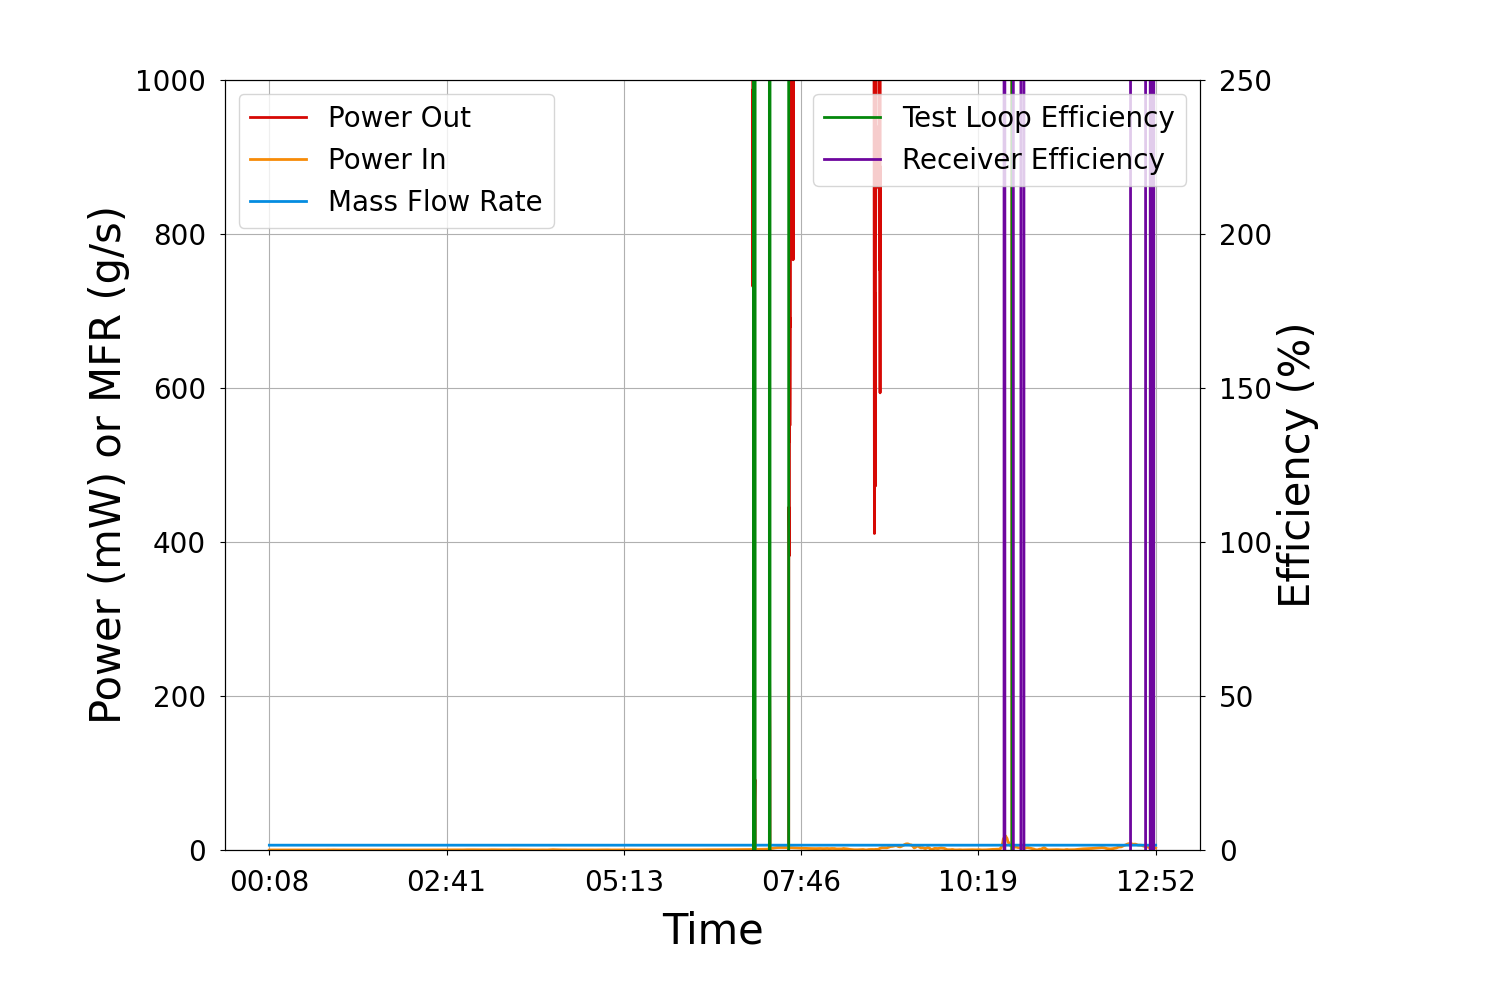 1000
800
600
400
200
0
Power (mW) or MFR (g/s)
Power Out
Power In
Mass Flow Rate
Test Loop Efficiency
Receiver Efficiency
250
200
150
100
50
0
Efficiency (%)
00:08 02:41 05:13 07:46 10:19 12:52
Time